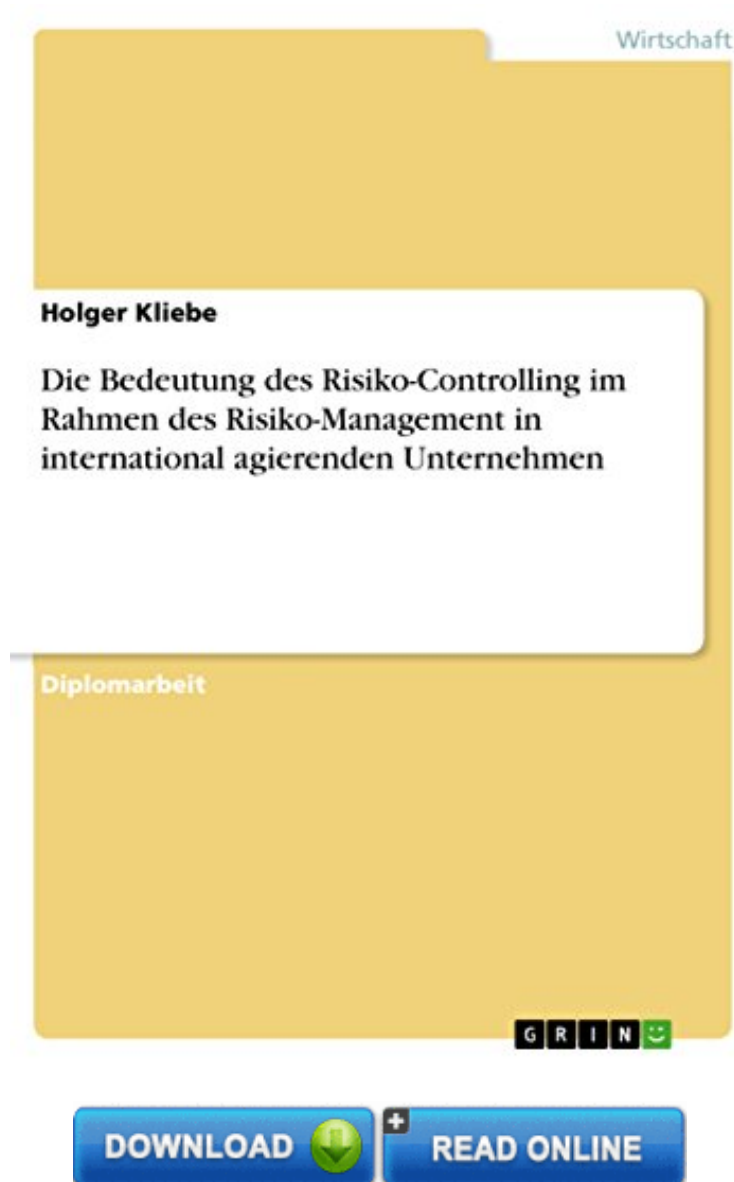 Wirtschaft
Holger Kliebe
Die Bedeutung des Risiko-Controlling im
Rahmen des Risiko-Management in
international agierenden Unternehmen
Diplomarbeit
GRIN
DOWNLOAD
READ ONLINE